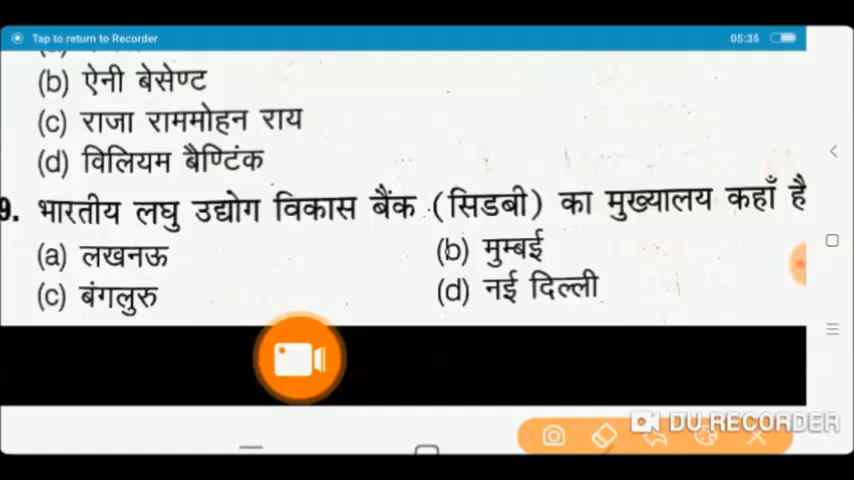 Tap to return to Recorder
05:36
(b) ऐनी बेसेण्ट
(c) राजा राममोहन राय
(d) विलियम बैण्टिंक
9. भारतीय लघु उद्योग विकास बैंक (सिडबी) का मुख्यालय कहाँ है
(a) लखनऊ (b) मुम्बई
(c) बंगलुरु (d) नई दिल्ली
DU RECORDER